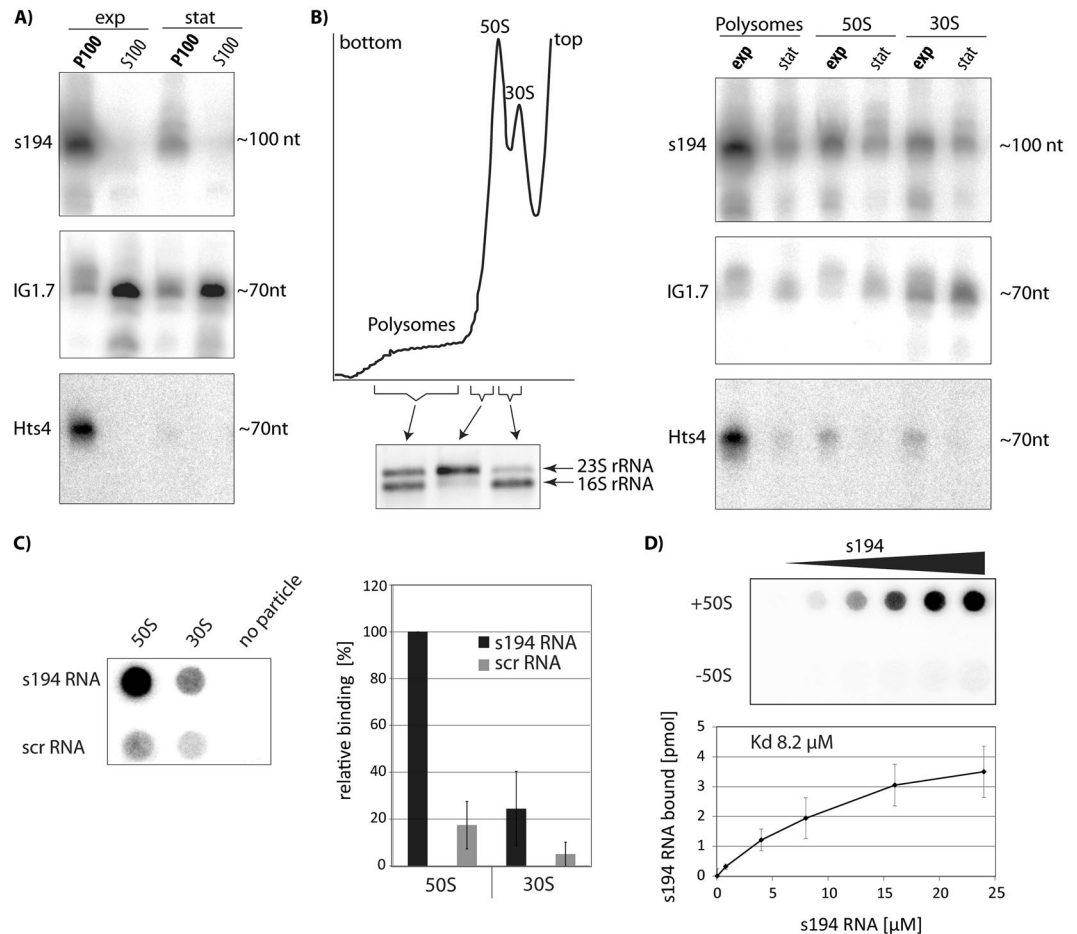 A)
exp stat
P100 S100 P100 S100
s194 ~100 nt
IG1.7 ~70nt
Hts4 ~70nt
B)
bottom 50S top
30S
Polysomes
23S rRNA
16S rRNA
Polysomes 50S 30S
exp stat exp stat exp stat
s194 ~100 nt
IG1.7 ~70nt
Hts4 ~70nt
C)
50S 30S no particle
s194 RNA
scr RNA
relative binding [%]
120
100
80
60
40
20
0
s194 RNA
scr RNA
50S 30S
D)
s194
+50S
-50S
s194 RNA bound [pmol]
Kd 8.2 µM
5
4
3
2
1
0
0 5 10 15 20 25
s194 RNA [µM]